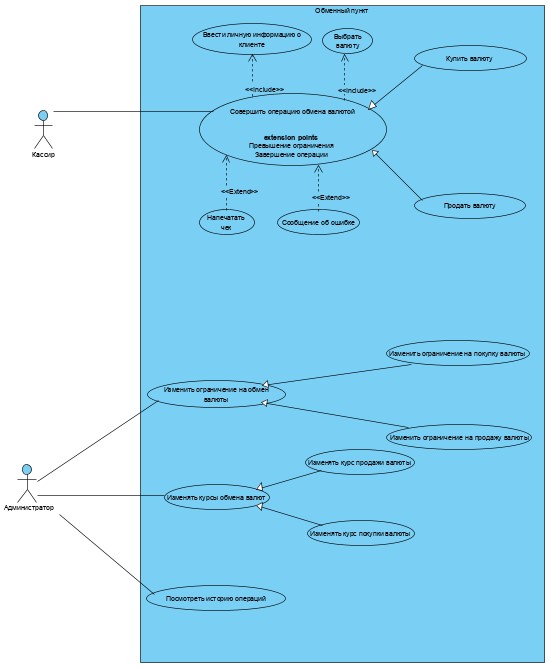 Обменный пункт
Ввести личную информацию о
клиенте
Выбрать
валюту
Купить валюту
<<Include>>
<<Include>>
Совершить операцию обмена валютой
extension points
Превышение ограничения
Завершение операции
Кассир
<<Extend>>
<<Extend>>
Напечатать
чек
Сообщение об ошибке
Продать валюту
Изменить ограничение на покупку валюты
Изменить ограничение на обмен
валюты
Изменить ограничение на продажу валюты
Изменять курс продажи валюты
Изменять курсы обмена валют
Администратор
Изменять курс покупки валюты
Посмотреть историю операций